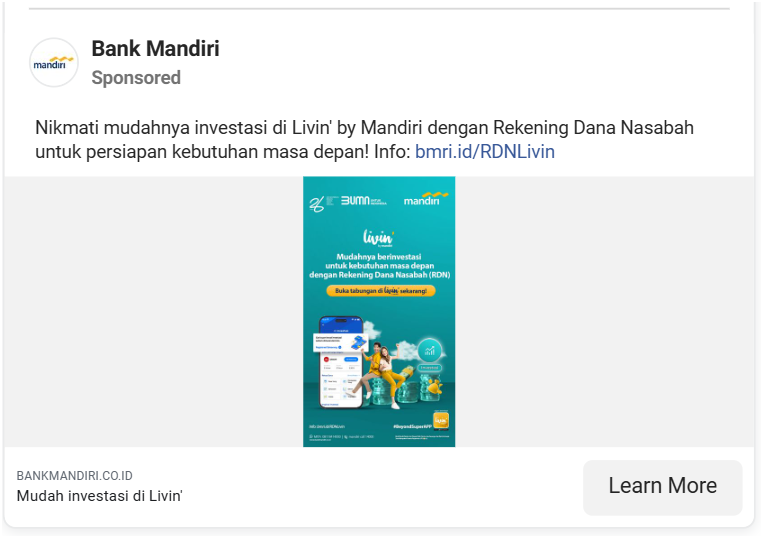 Bank Mandiri
mandiri
Sponsored
Nikmati mudahnya investasi di Livin' by Mandiri dengan Rekening Dana Nasabah
untuk persiapan kebutuhan masa depan! Info: bmri.id/RDNLivin
BUMN
mandiri
livin'
by mandiri
Mudahnya berinvestasi
untuk kebutuhan masa depan
dengan Rekening Dana Nasabah (RDN)
Buka tabungan di livin' sekarang!
#BeyondSuperAPP
BANKMANDIRI.CO.ID
Mudah investasi di Livin'
Learn More